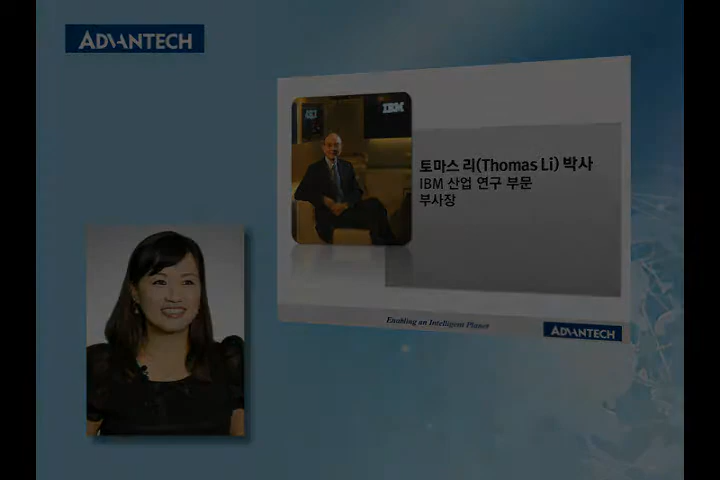 ADVANTECH
IBM
토마스 리(Thomas Li) 박사
IBM 산업 연구 부문
부사장
Enabling an Intelligent Planet
ADVANTECH